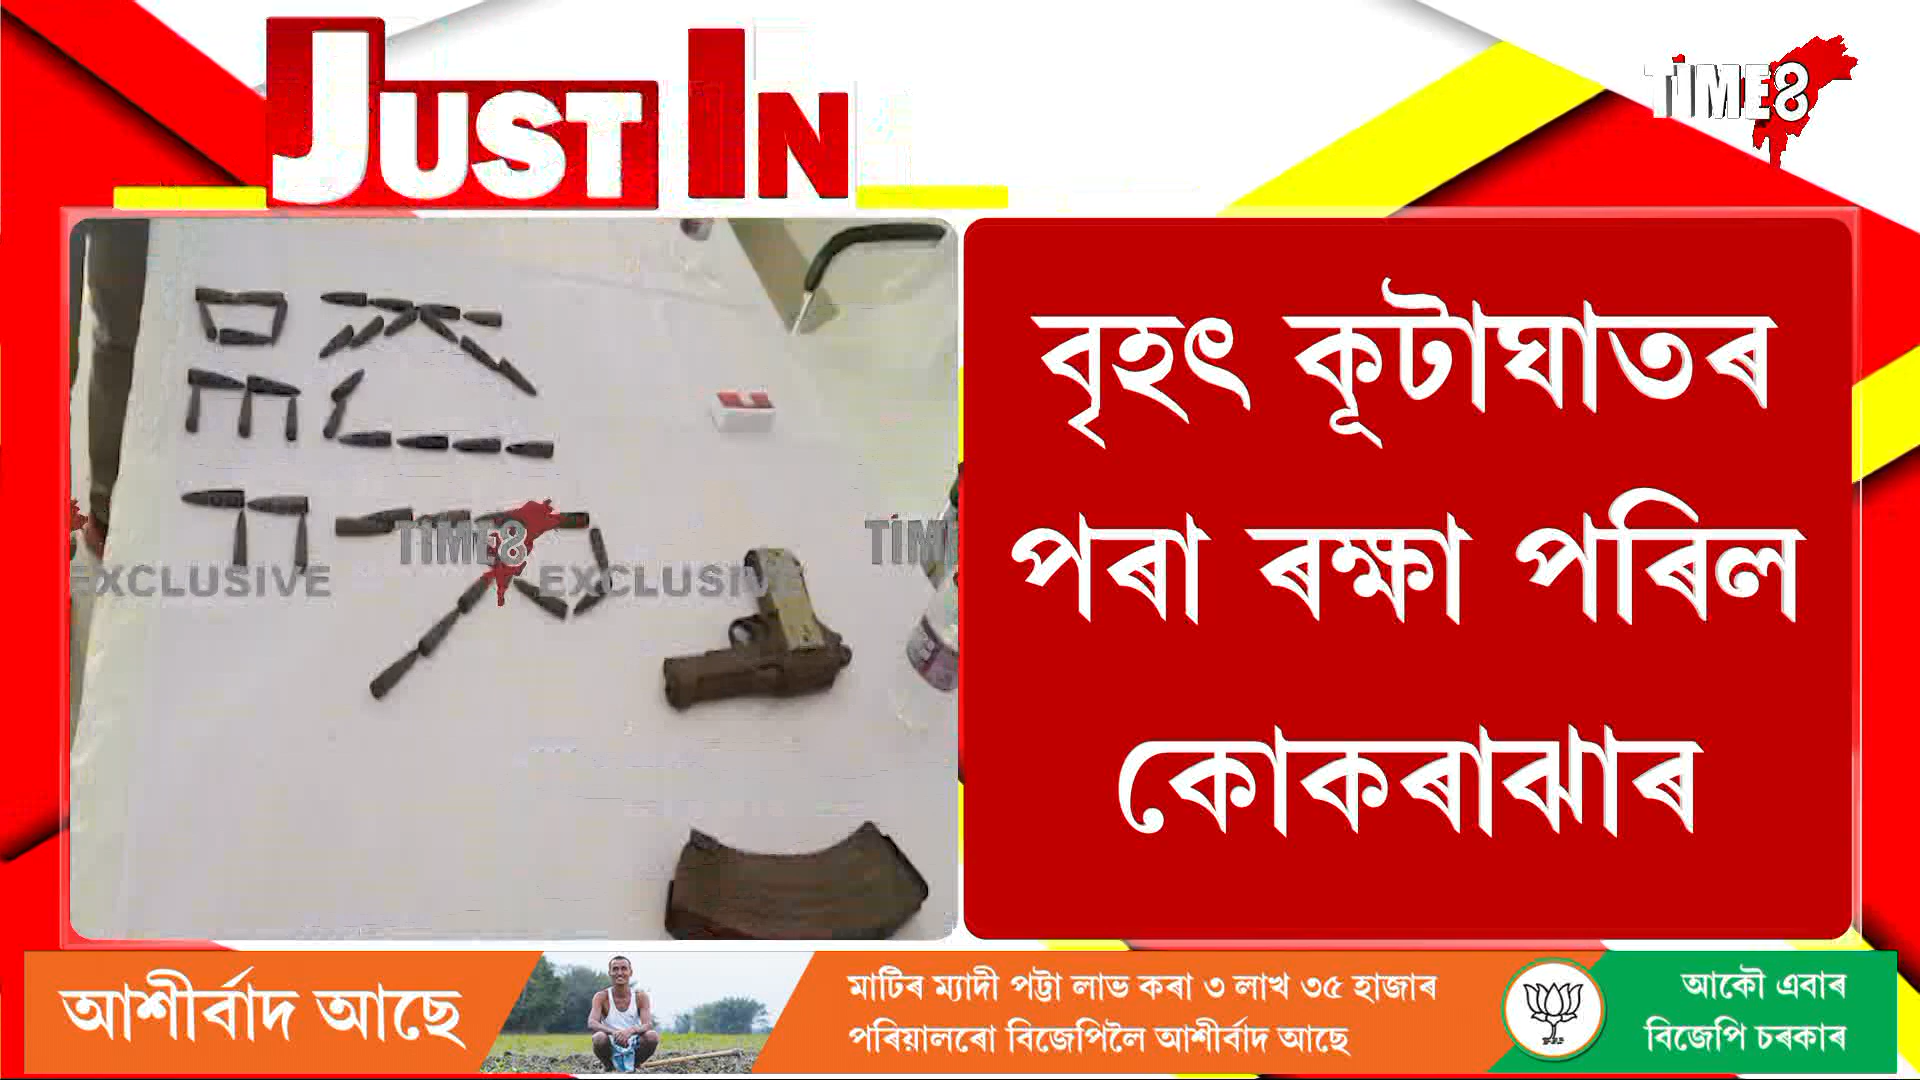 JUST IN
TIME8
বৃহৎ কূটাঘাতৰ
পৰা ৰক্ষা পৰিল
কোকৰাঝাৰ
TIME8
TIM
EXCLUSIVE
EXCLUSIVE
আশীৰ্বাদ আছে
মাটিৰ ম্যাদী পট্টা লাভ কৰা ৩ লাখ ৩৫ হাজাৰ
পৰিয়ালৰো বিজেপিলৈ আশীৰ্বাদ আছে
আকৌ এবাৰ
বিজেপি চৰকাৰ